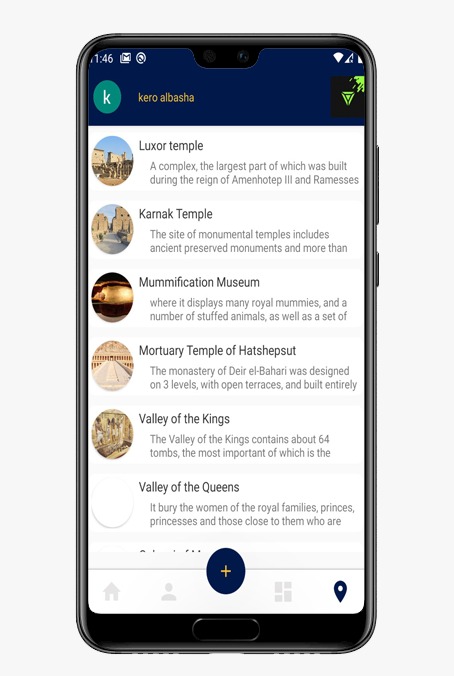 11:46
k
kero albasha
Luxor temple
A complex, the largest part of which was built
during the reign of Amenhotep III and Ramesses
Karnak Temple
The site of monumental temples includes
ancient preserved monuments and more than
Mummification Museum
where it displays many royal mummies, and a
number of stuffed animals, as well as a set of
Mortuary Temple of Hatshepsut
The monastery of Deir el-Bahari was designed
on 3 levels, with open terraces, and built entirely
Valley of the Kings
The Valley of the Kings contains about 64
tombs, the most important of which is the
Valley of the Queens
It bury the women of the royal families, princes,
princesses and those close to them who are